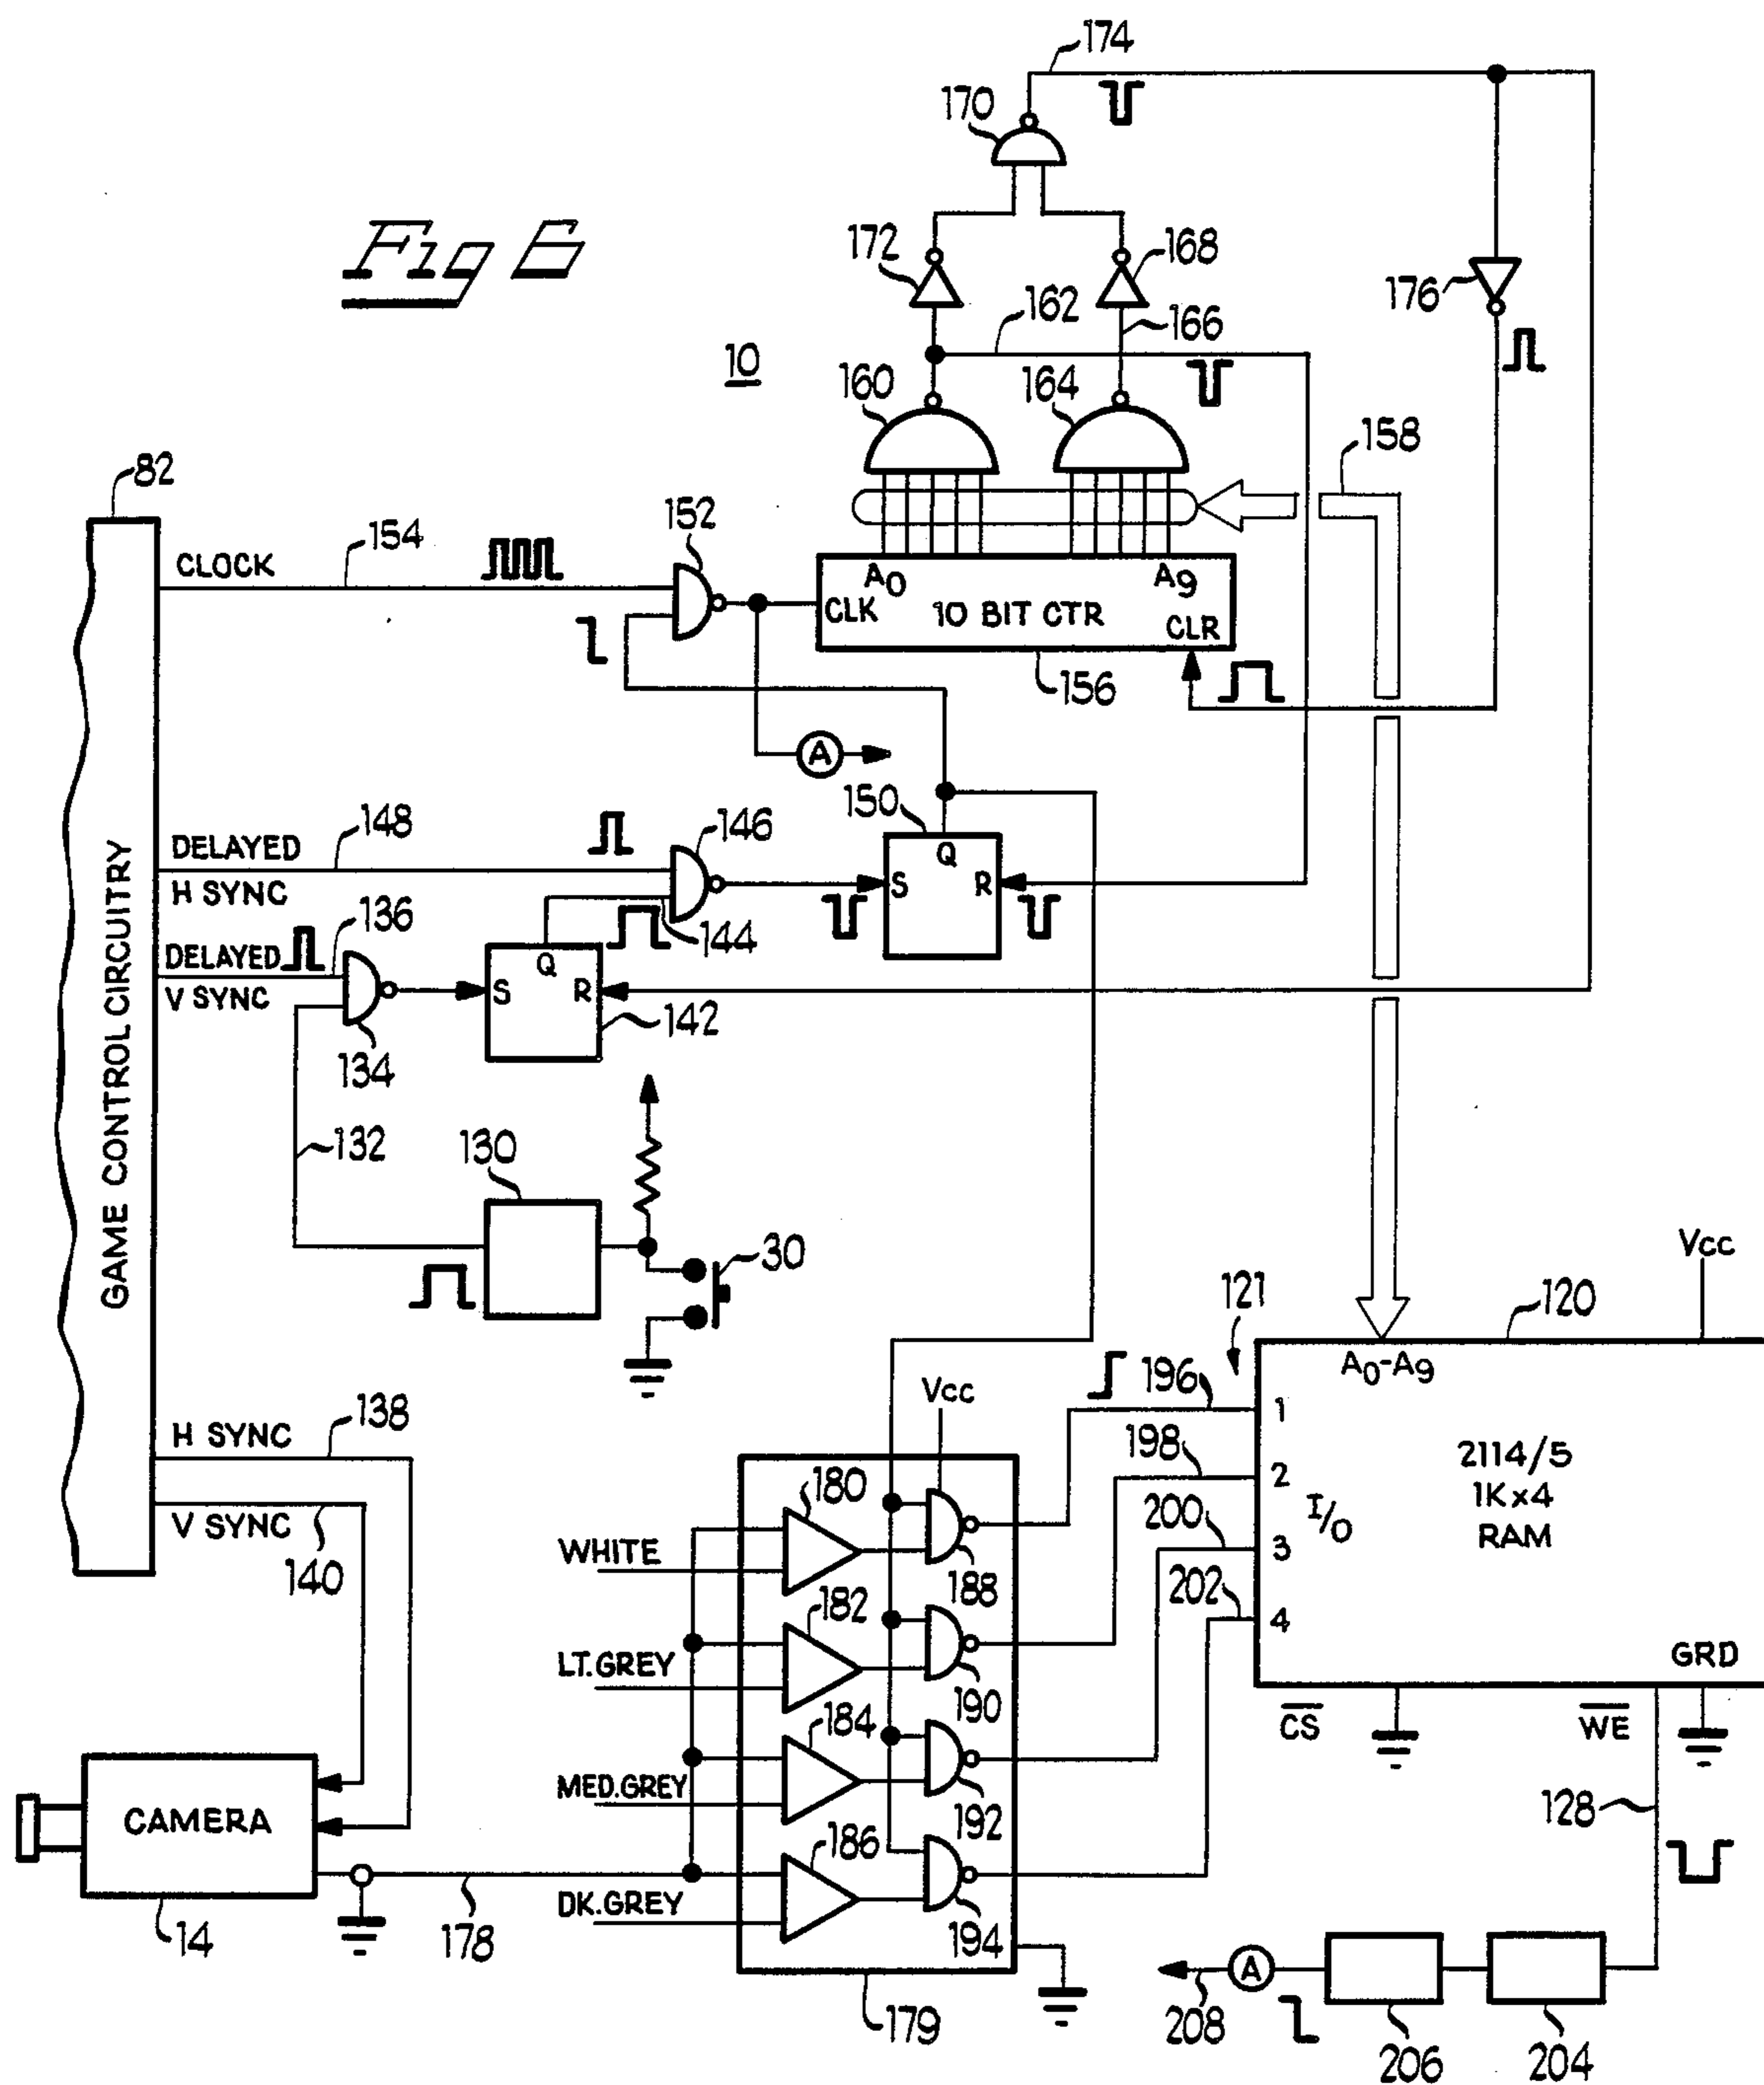 Fig 6
174
170
172
168
176
162
166
10
160
164
158
82
152
154
CLOCK
A0
A9
CLK
10 BIT CTR
CLR
156
A
150
148
146
DELAYED
H SYNC
Q
S
R
136
144
DELAYED
V SYNC
Q
S
R
142
134
GAME CONTROL CIRCUITRY
132
130
30
Vcc
121
120
138
H SYNC
Vcc
196
A0-A9
1
198
2
2114/5
1K x 4
RAM
I/O
V SYNC
140
180
WHITE
188
200
3
202
4
182
LT. GREY
190
GRD
184
CS
WE
MED. GREY
192
128
CAMERA
186
DK. GREY
194
14
178
179
A
208
206
204